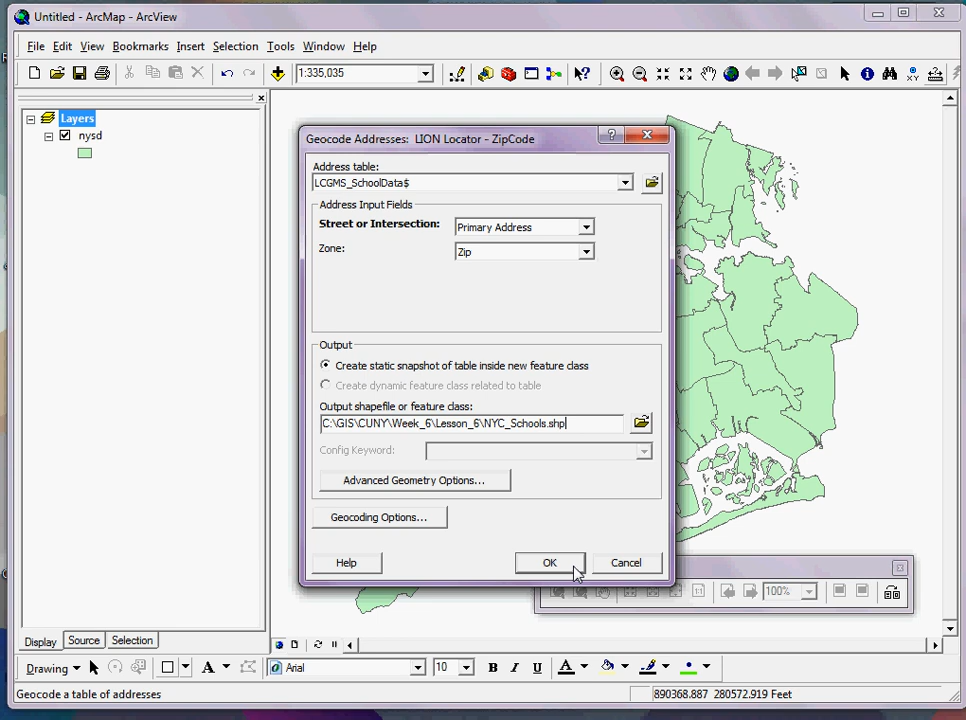 Untitled - ArcMap - ArcView
File Edit View Bookmarks Insert Selection Tools Window Help
1:335,035
Layers
nysd
Geocode Addresses: LION Locator - ZipCode
Address table:
LCGMS_SchoolData$
Address Input Fields
Street or Intersection: Primary Address
Zone: Zip
Output
Create static snapshot of table inside new feature class
Create dynamic feature class related to table
Output shapefile or feature class:
C:\GIS\CUNY\Week_6\Lesson_6\NYC_Schools.shp
Config Keyword:
Advanced Geometry Options...
Geocoding Options...
Help OK Cancel
1:1 100%
Display Source Selection
Drawing A Arial 10 B I U A
Geocode a table of addresses 890368.887 280572.919 Feet